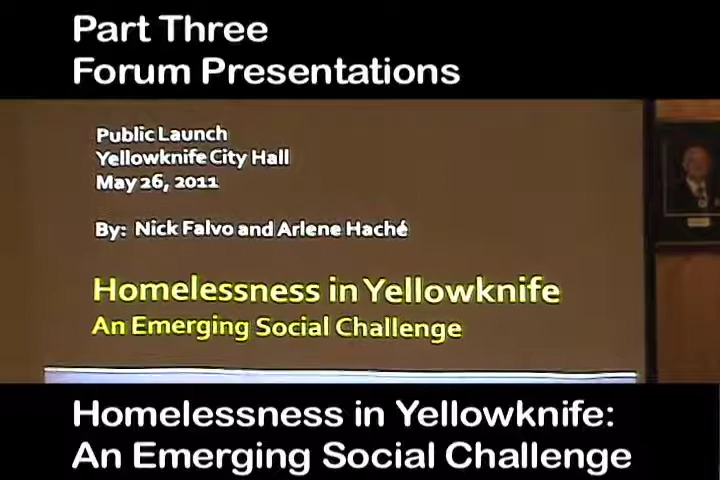 Part Three
Forum Presentations
Public Launch
Yellowknife City Hall
May 26, 2011
By: Nick Falvo and Arlene Haché
Homelessness in Yellowknife
An Emerging Social Challenge
Homelessness in Yellowknife:
An Emerging Social Challenge